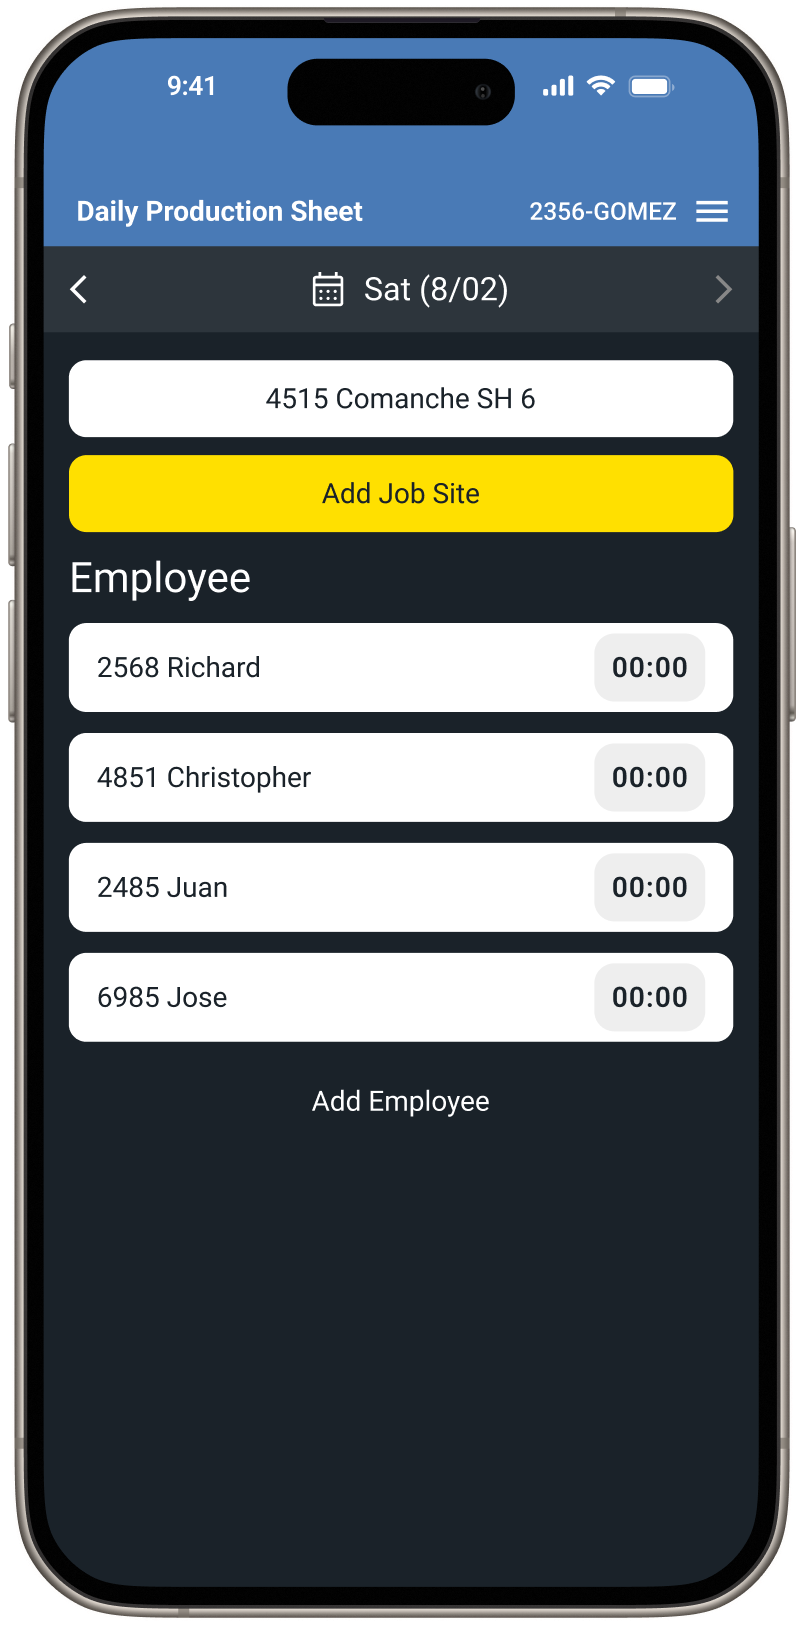 9:41
Daily Production Sheet 2356-GOMEZ
Sat (8/02)
4515 Comanche SH 6
Add Job Site
Employee
2568 Richard 00:00
4851 Christopher 00:00
2485 Juan 00:00
6985 Jose 00:00
Add Employee